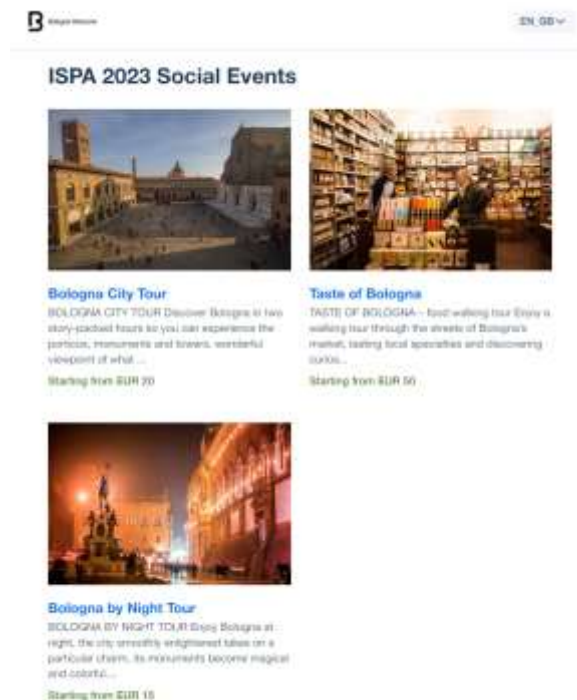 Bologna Welcome
EN_GB
ISPA 2023 Social Events
Bologna City Tour
BOLOGNA CITY TOUR Discover Bologna in two
story-packed hours so you can experience the
porticos, monuments and towers, wonderful
viewpoint of what ...
Starting from EUR 20
Taste of Bologna
TASTE OF BOLOGNA - food walking tour Enjoy a
walking tour through the streets of Bologna's
market, tasting local specialties and discovering
curios...
Starting from EUR 50
Bologna by Night Tour
BOLOGNA BY NIGHT TOUR Enjoy Bologna at
night, the city smoothly enlightened takes on a
particular charm. Its monuments become magical
and colorful...
Starting from EUR 15